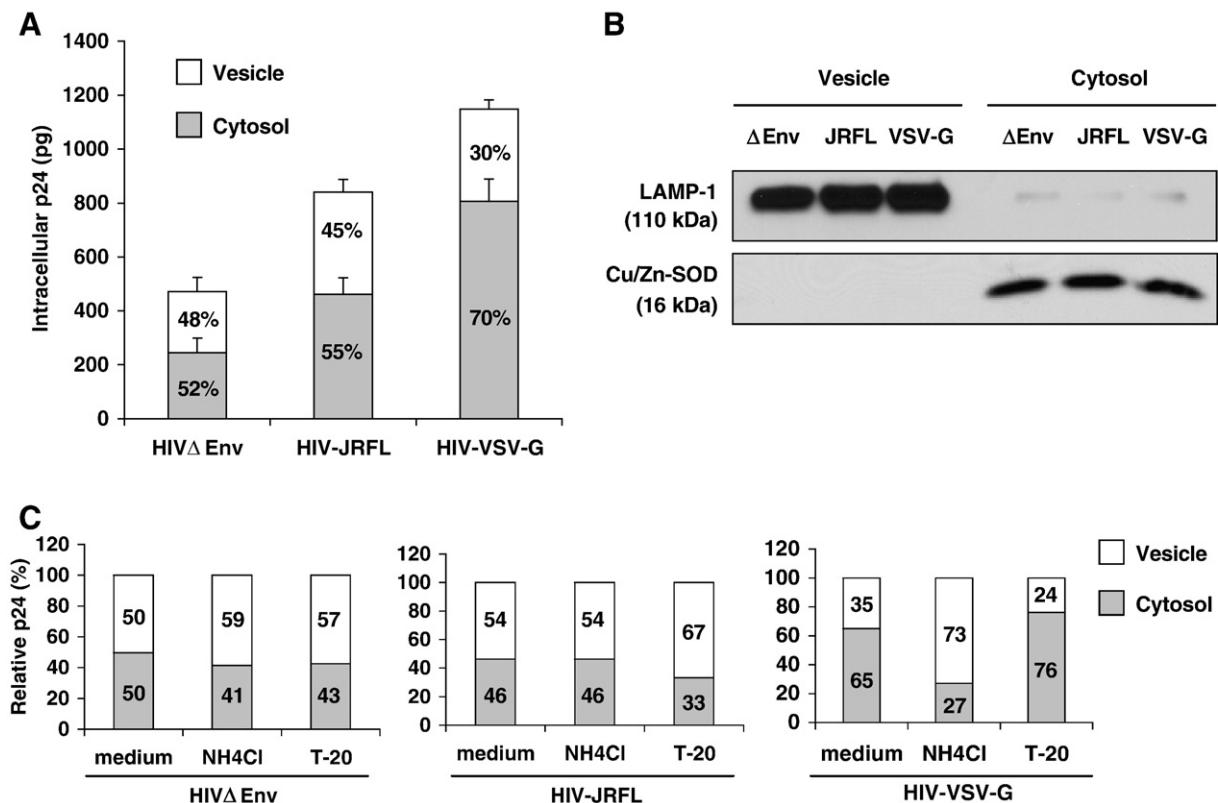 A
1400
1200
1000
800
600
400
200
0
Intracellular p24 (pg)
Vesicle
Cytosol
48%
52%
45%
55%
30%
70%
HIVΔ Env
HIV-JRFL
HIV-VSV-G
B
Vesicle
Cytosol
Δ Env
JRFL
VSV-G
Δ Env
JRFL
VSV-G
LAMP-1
(110 kDa)
Cu/Zn-SOD
(16 kDa)
C
Relative p24 (%)
120
100
80
60
40
20
0
50
59
57
50
41
43
medium
NH4Cl
T-20
HIVΔ Env
120
100
80
60
40
20
0
54
54
67
46
46
33
medium
NH4Cl
T-20
HIV-JRFL
120
100
80
60
40
20
0
35
73
24
65
27
76
medium
NH4Cl
T-20
HIV-VSV-G
Vesicle
Cytosol